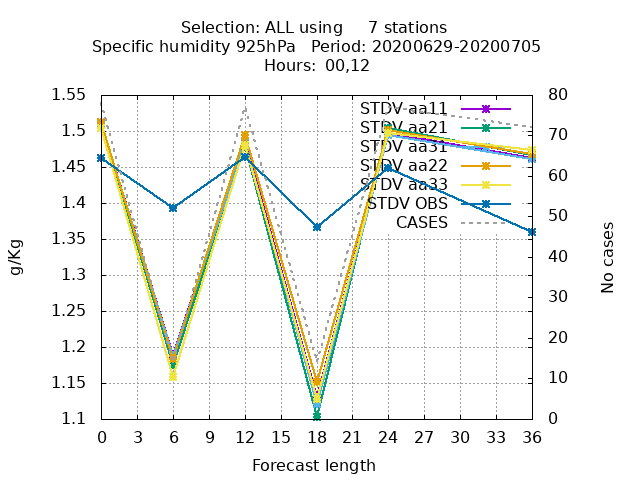 Selection: ALL using     7 stations
Specific humidity 925hPa   Period: 20200629-20200705
Hours: 00,12
1.55
1.5
1.45
1.4
1.35
1.3
1.25
1.2
1.15
1.1
g/Kg
STDV aa11
STDV aa21
STDV aa31
STDV aa22
STDV aa33
STDV OBS
CASES
80
70
60
50
40
30
20
10
0
No cases
0 3 6 9 12 15 18 21 24 27 30 33 36
Forecast length